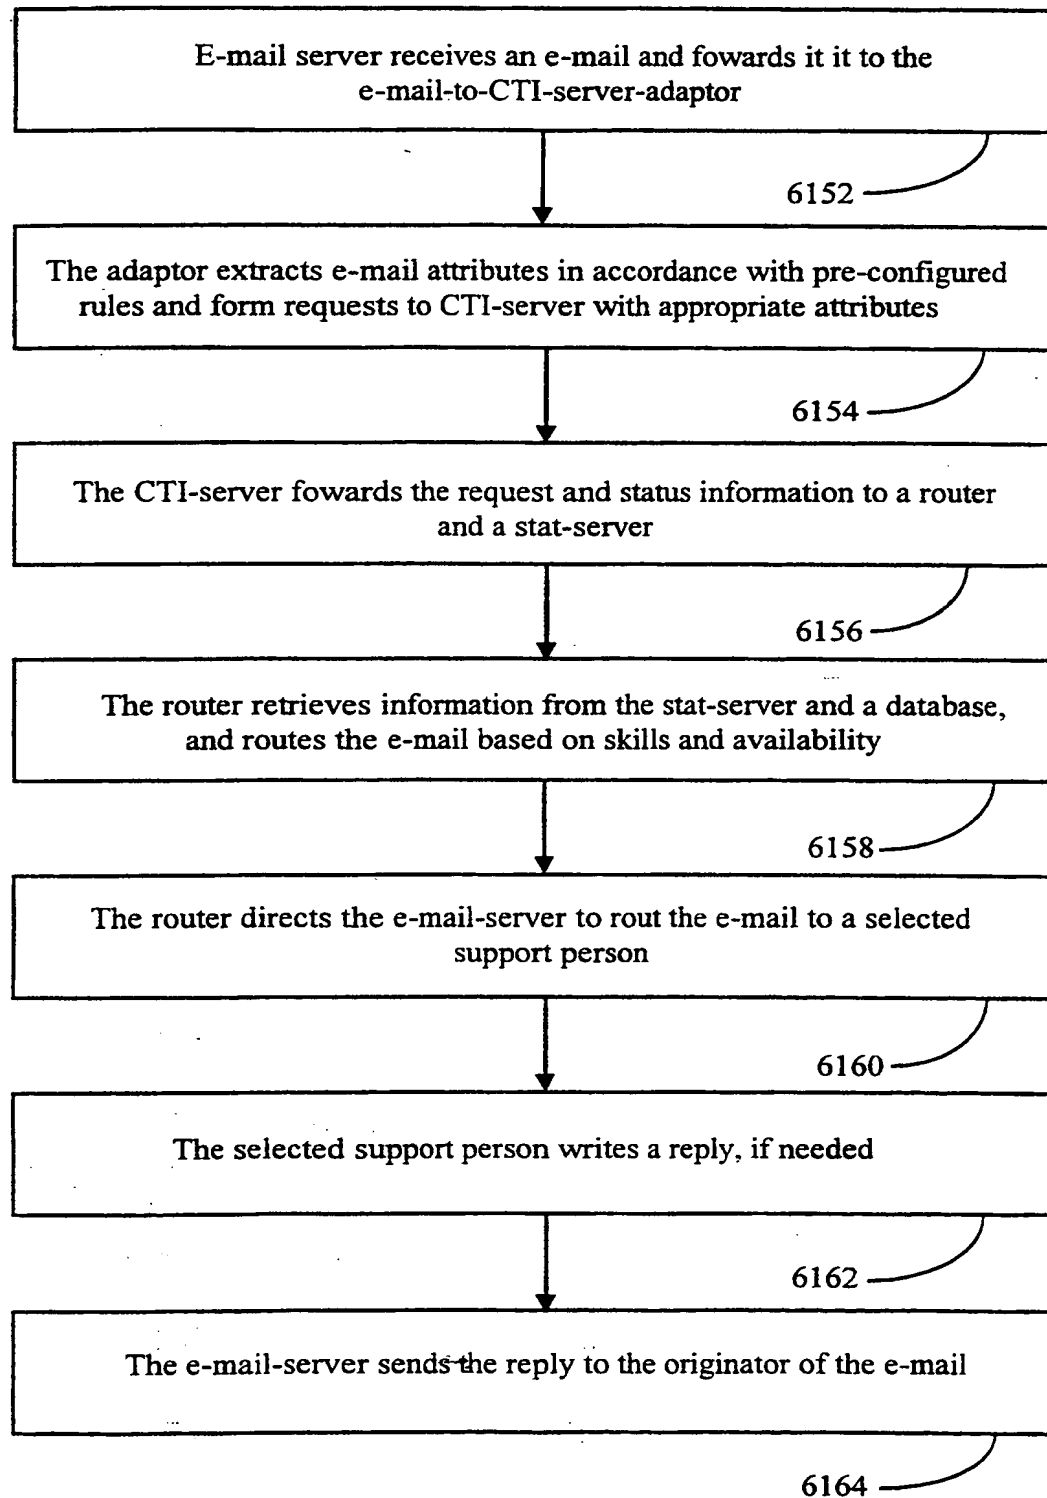 E-mail server receives an e-mail and fowards it it to the
e-mail-to-CTI-server-adaptor
6152
The adaptor extracts e-mail attributes in accordance with pre-configured
rules and form requests to CTI-server with appropriate attributes
6154
The CTI-server fowards the request and status information to a router
and a stat-server
6156
The router retrieves information from the stat-server and a database,
and routes the e-mail based on skills and availability
6158
The router directs the e-mail-server to rout the e-mail to a selected
support person
6160
The selected support person writes a reply, if needed
6162
The e-mail-server sends the reply to the originator of the e-mail
6164